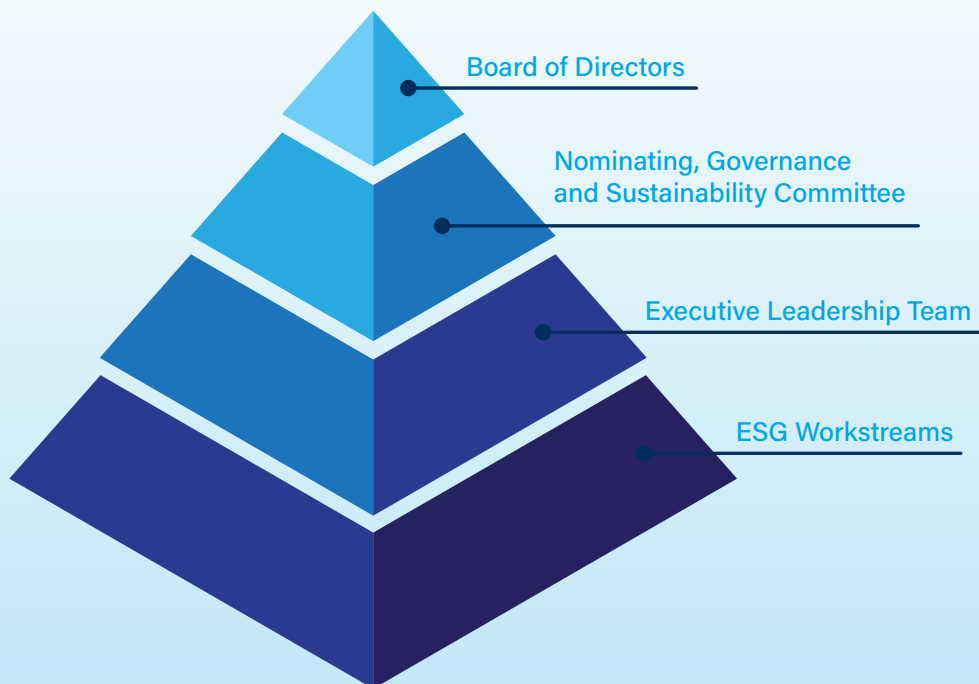 Board of Directors
Nominating, Governance
and Sustainability Committee
Executive Leadership Team
ESG Workstreams